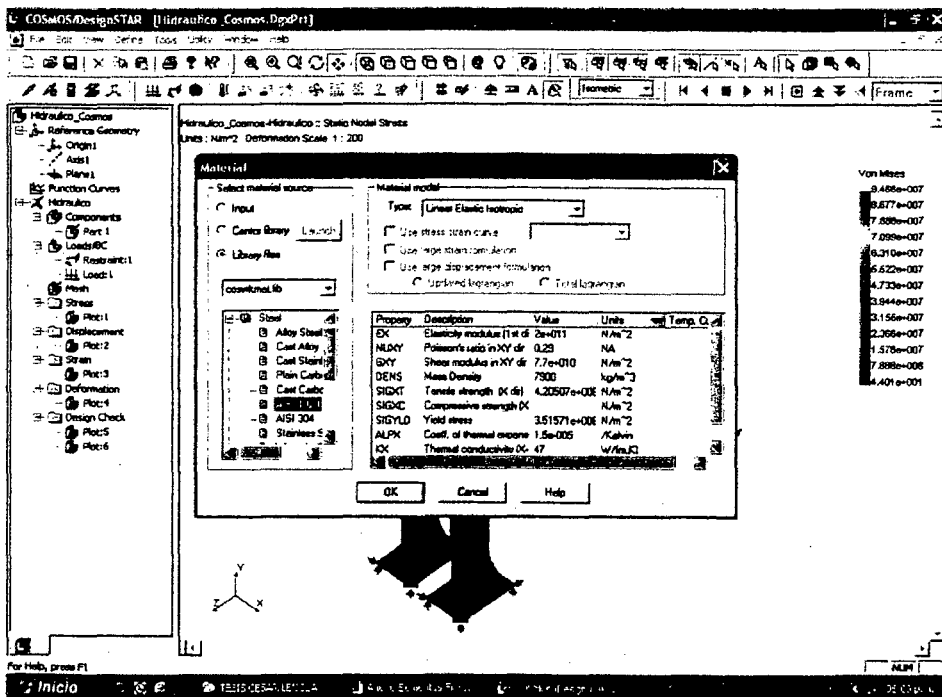 COSMOS/DesignSTAR - [Hidraulico_Cosmos.DgxPrt]
File Edit View Define Tools Utility Window Help
Isometric
Frame
Hidraulico_Cosmos
Reference Geometry
Origin1
Axis1
Plane1
Function Curves
Hidraulico
Components
Part 1
Loads/BC
Restraint:1
Load:1
Mesh
Stress
Plot:1
Displacement
Plot:2
Strain
Plot:3
Deformation
Plot:4
Design Check
Plot:5
Plot:6
Hidraulico_Cosmos-Hidraulico :: Static Nodal Stress
Units : N/m^2 Deformation Scale 1 : 200
Von Mises
9.466e+007
8.677e+007
7.888e+007
7.099e+007
6.310e+007
5.522e+007
4.733e+007
3.944e+007
3.156e+007
2.366e+007
1.578e+007
7.888e+006
4.401e+001
Material
Select material source
Input
Centor library Launch
Library files
coswkmat.lib
Steel
Alloy Steel
Cast Alloy
Cast Stainl
Plain Carbo
Cast Carbo
AISI 304
Stainless S
Material model
Type: Linear Elastic Isotropic
Use stress strain curve
Use large strain formulation
Use large displacement formulation
Updated lagrangian Total lagrangian
Property Description Value Units Temp. D
EX Elasticity modulus (1st di 2e+011 N/m^2
NUXY Poisson's ratio in XY dir 0.29 NA
GXY Shear modulus in XY dir 7.7e+010 N/m^2
DENS Mass Density 7900 kg/m^3
SIGXT Tensile strength (X dir) 4.20507e+008 N/m^2
SIGXC Compressive strength (X N/m^2
SIGYLD Yield stress 3.51571e+008 N/m^2
ALPX Coeff. of thermal expans 1.5e-005 /Kelvin
KX Thermal conductivity (X- 47 W/(m.K)
OK Cancel Help
Y
Z X
For Help, press F1
NUM
Inicio